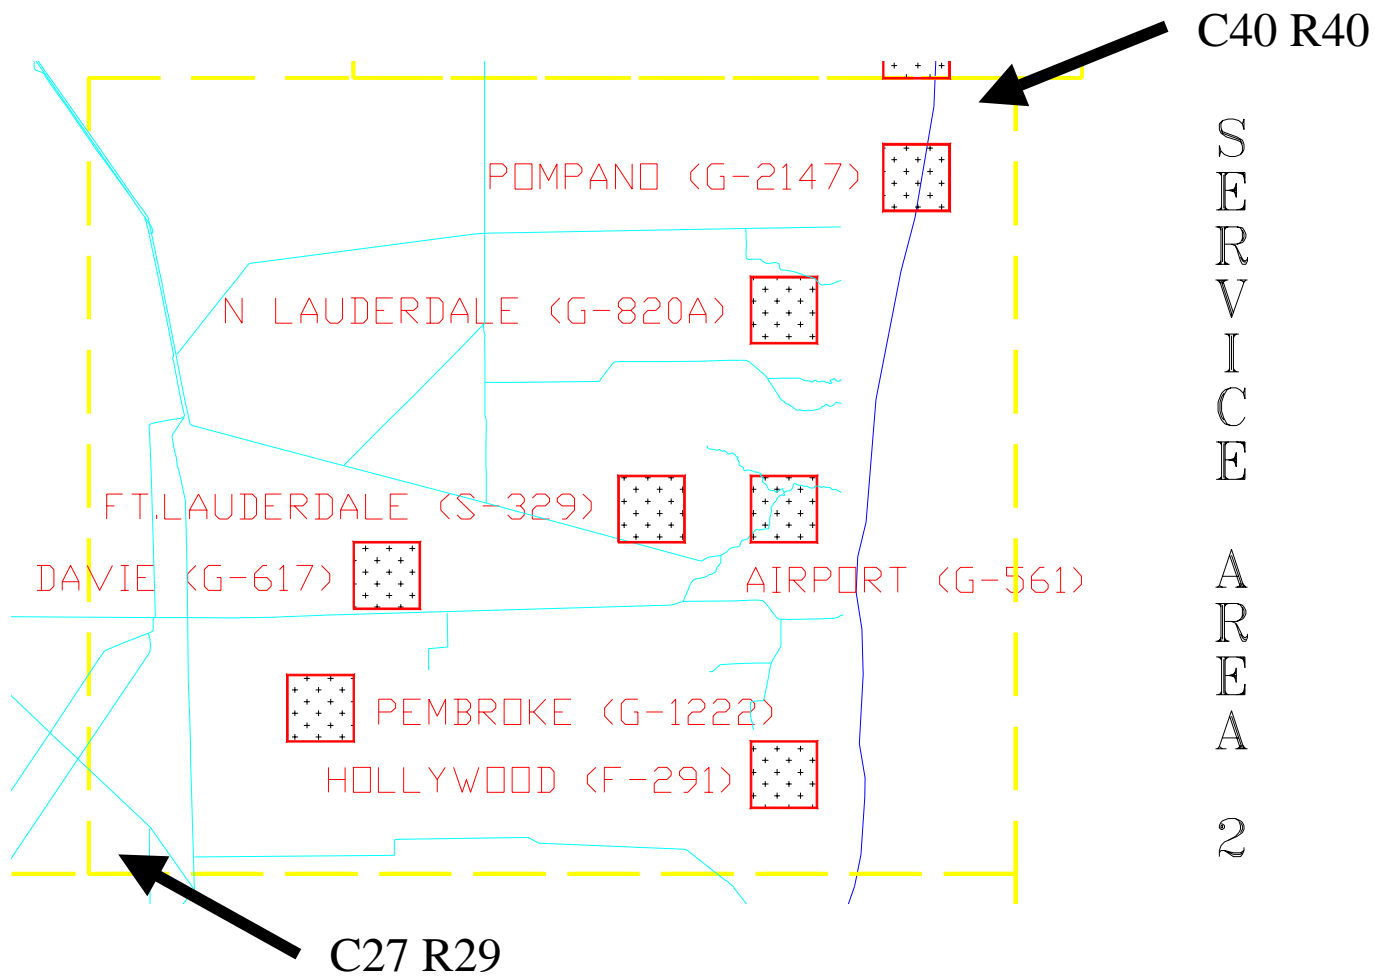 C40 R40
POMPANO (G-2147)
N LAUDERDALE (G-820A)
FT.LAUDERDALE (S-329)
DAVIE (G-617)
AIRPORT (G-561)
PEMBROKE (G-1222)
HOLLYWOOD (F-291)
C27 R29
SERVICE AREA 2